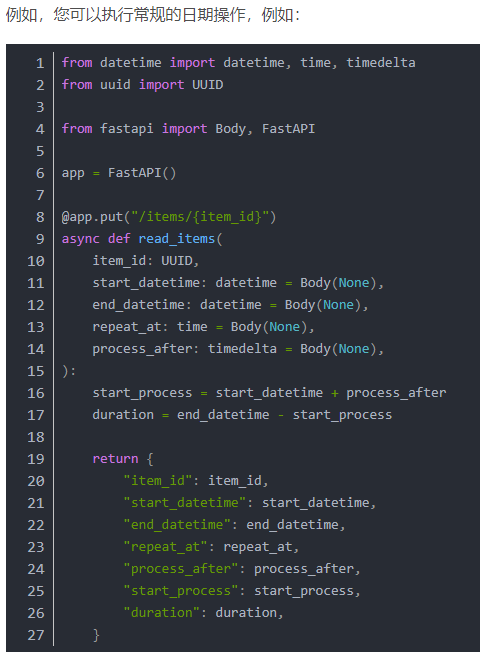 例如，您可以执行常规的日期操作，例如：
1 from datetime import datetime, time, timedelta
2 from uuid import UUID
3
4 from fastapi import Body, FastAPI
5
6 app = FastAPI()
7
8 @app.put("/items/{item_id}")
9 async def read_items(
10     item_id: UUID,
11     start_datetime: datetime = Body(None),
12     end_datetime: datetime = Body(None),
13     repeat_at: time = Body(None),
14     process_after: timedelta = Body(None),
15 ):
16     start_process = start_datetime + process_after
17     duration = end_datetime - start_process
18
19     return {
20         "item_id": item_id,
21         "start_datetime": start_datetime,
22         "end_datetime": end_datetime,
23         "repeat_at": repeat_at,
24         "process_after": process_after,
25         "start_process": start_process,
26         "duration": duration,
27     }